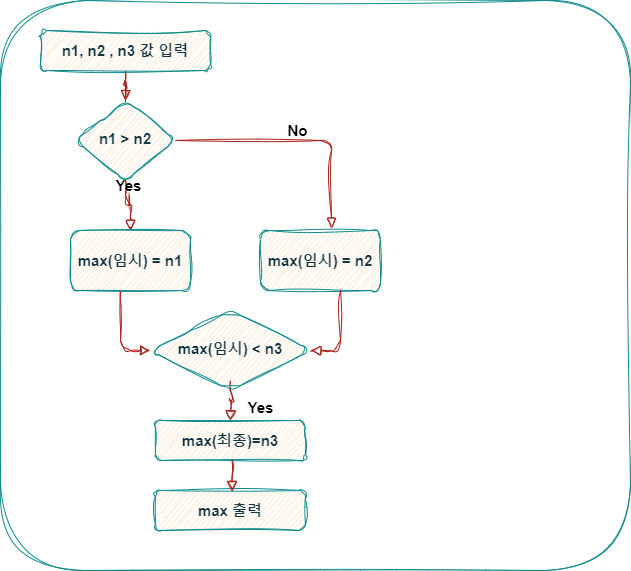 n1, n2 , n3 값 입력
n1 > n2
No
Yes
max(임시) = n1
max(임시) = n2
max(임시) < n3
Yes
max(최종)=n3
max 출력